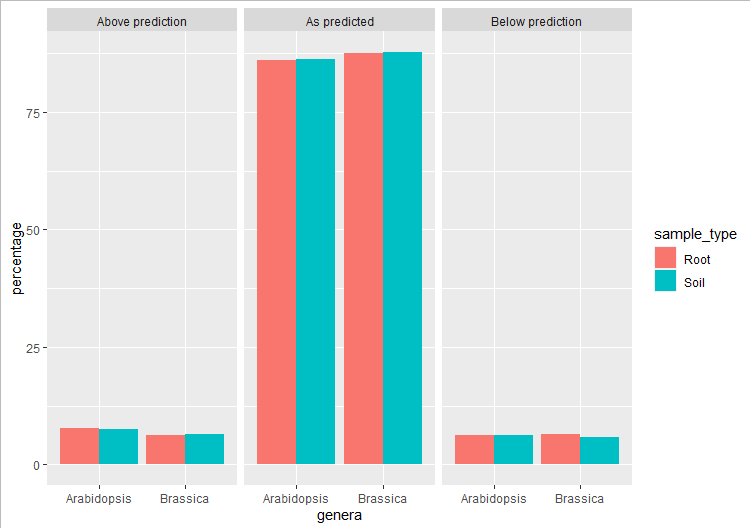 Above prediction
As predicted
Below prediction
75
50
25
0
percentage
Arabidopsis
Brassica
Arabidopsis
Brassica
Arabidopsis
Brassica
genera
sample_type
Root
Soil